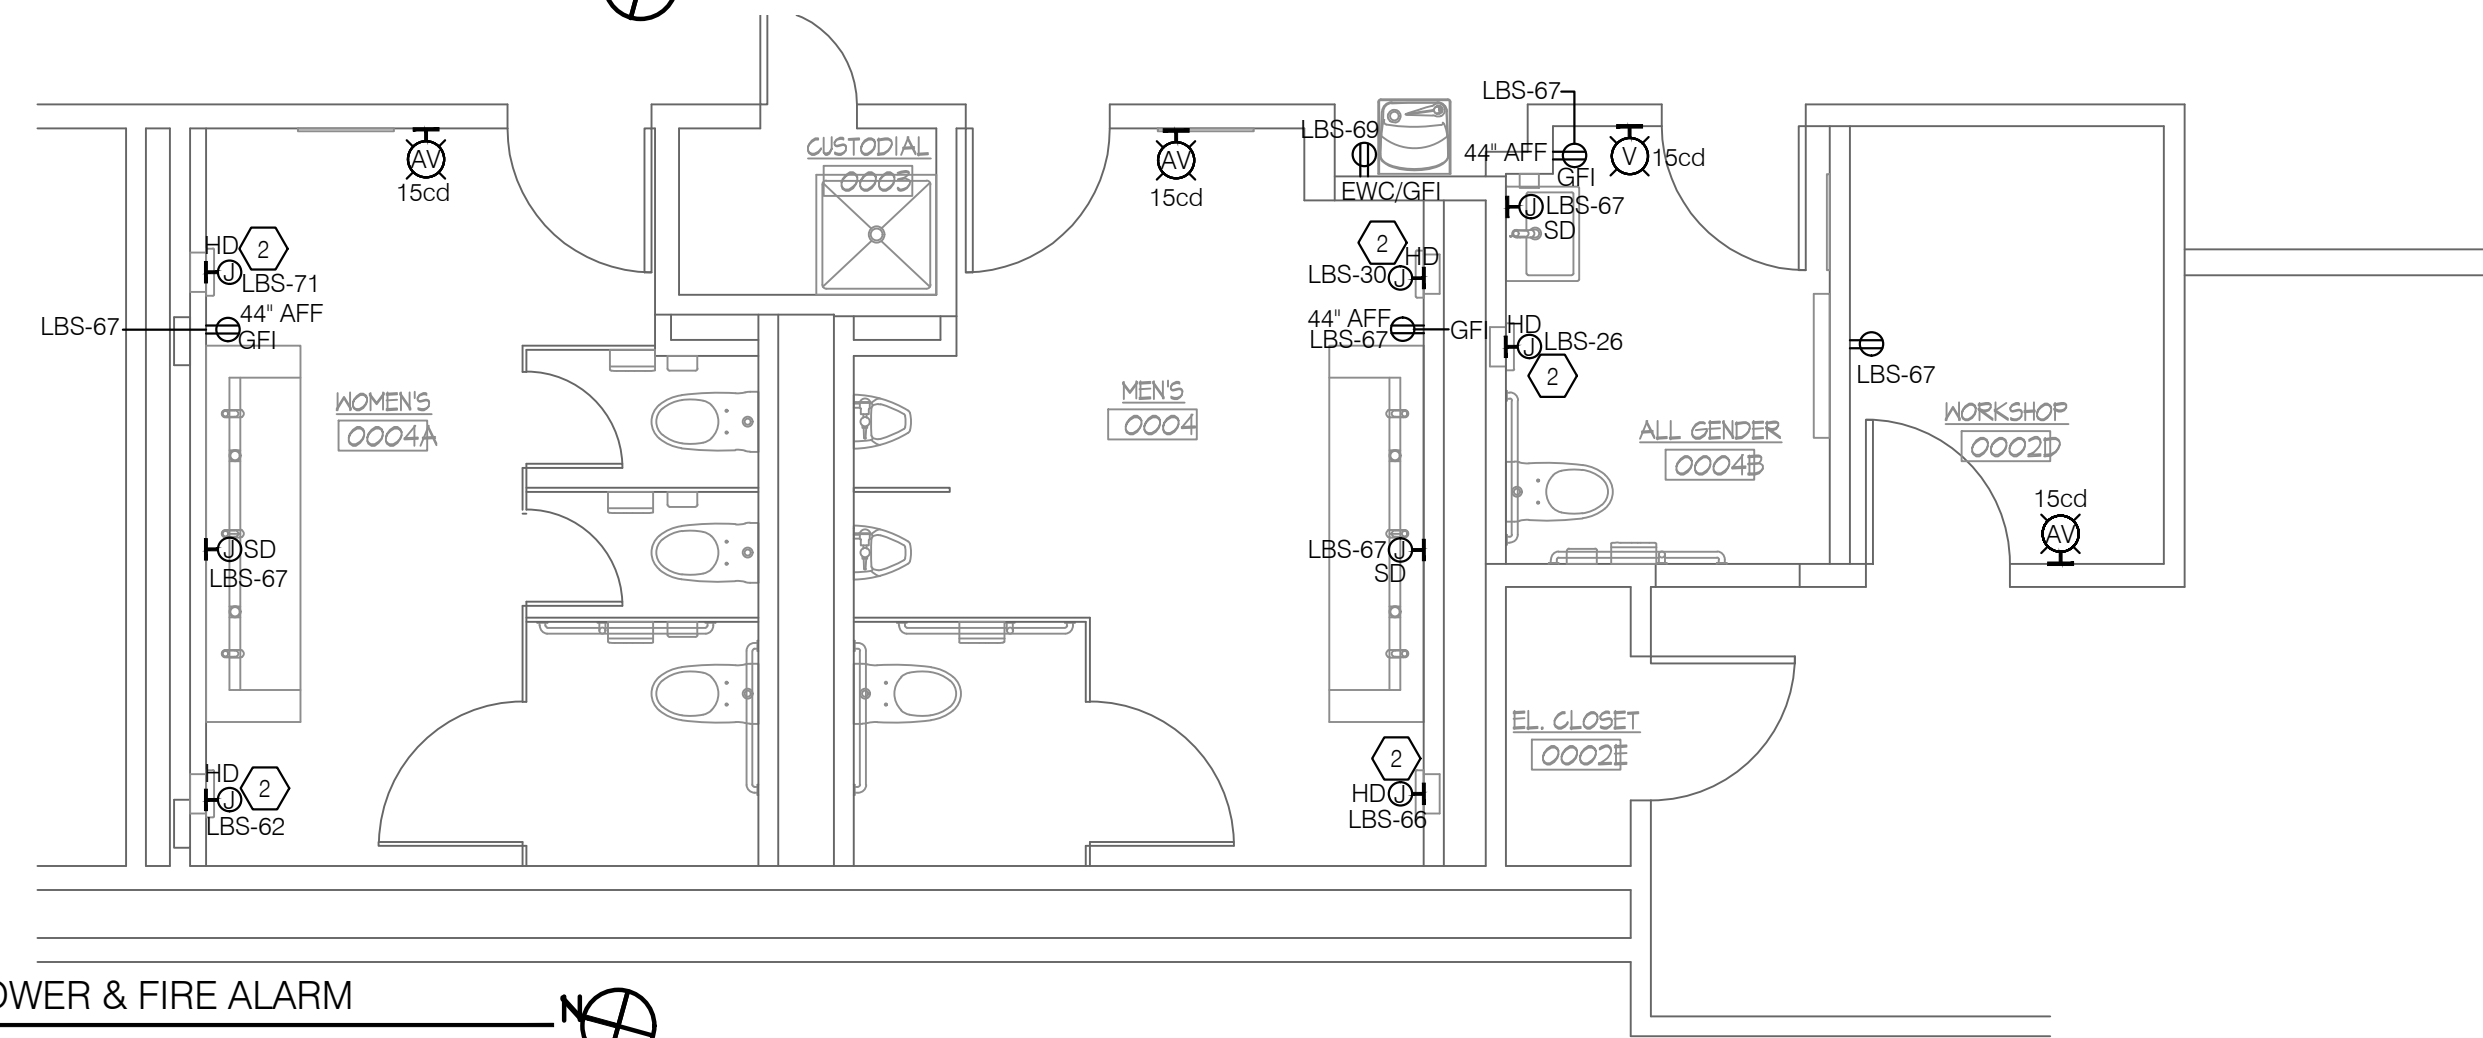 LBS-67
CUSTODIAL
0003
LBS-69
44" AFF
GFI
V
15cd
AV
15cd
AV
15cd
EWC/GFI
J
LBS-67
SD
HD
2
J
LBS-71
LBS-67
44" AFF
GFI
2
HD
LBS-30
J
44" AFF
LBS-67
GFI
HD
J
LBS-26
2
LBS-67
WOMEN'S
0004A
MEN'S
0004
ALL GENDER
0004B
WORKSHOP
0002D
15cd
AV
J
SD
LBS-67
LBS-67
J
SD
EL. CLOSET
0002E
HD
2
J
LBS-62
2
HD
J
LBS-66
OWER & FIRE ALARM
N